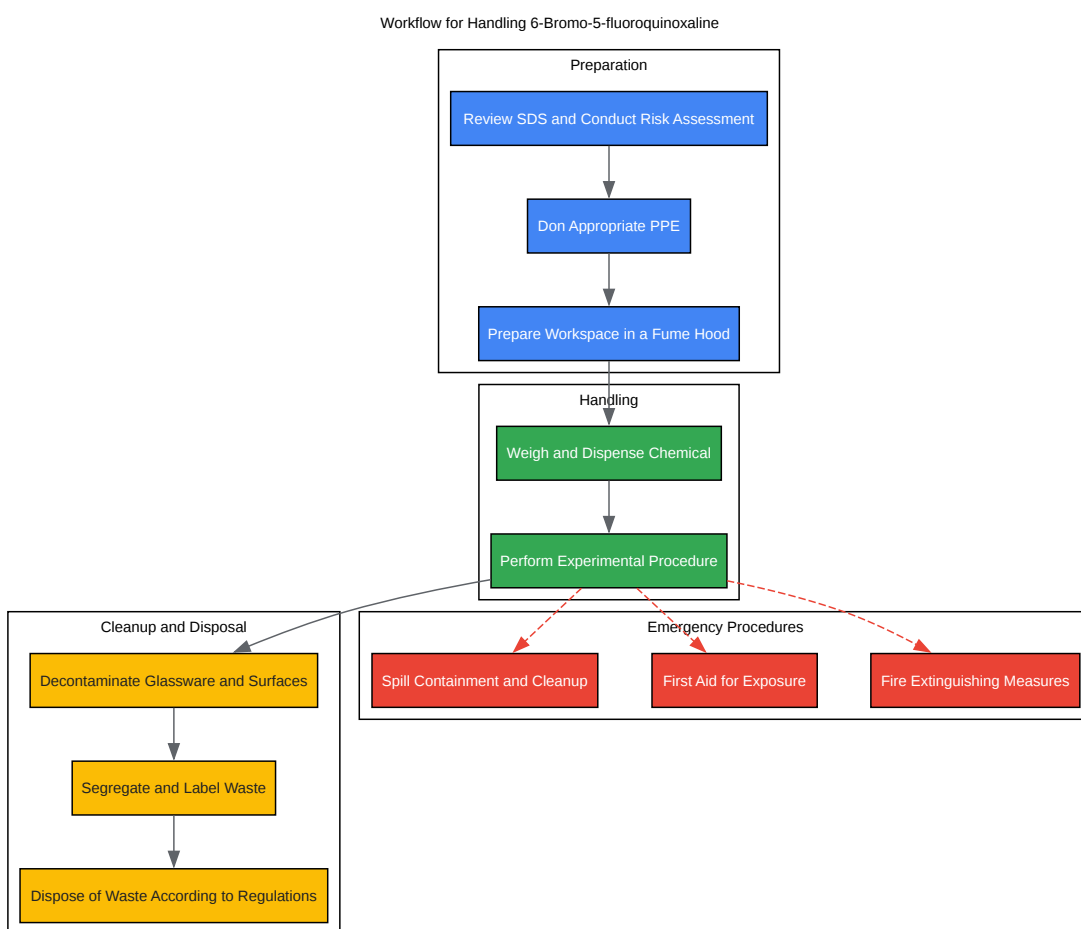 Workflow for Handling 6-Bromo-5-fluoroquinoxaline
Preparation
Review SDS and Conduct Risk Assessment
Don Appropriate PPE
Prepare Workspace in a Fume Hood
Handling
Weigh and Dispense Chemical
Perform Experimental Procedure
Cleanup and Disposal
Decontaminate Glassware and Surfaces
Segregate and Label Waste
Dispose of Waste According to Regulations
Emergency Procedures
Spill Containment and Cleanup
First Aid for Exposure
Fire Extinguishing Measures